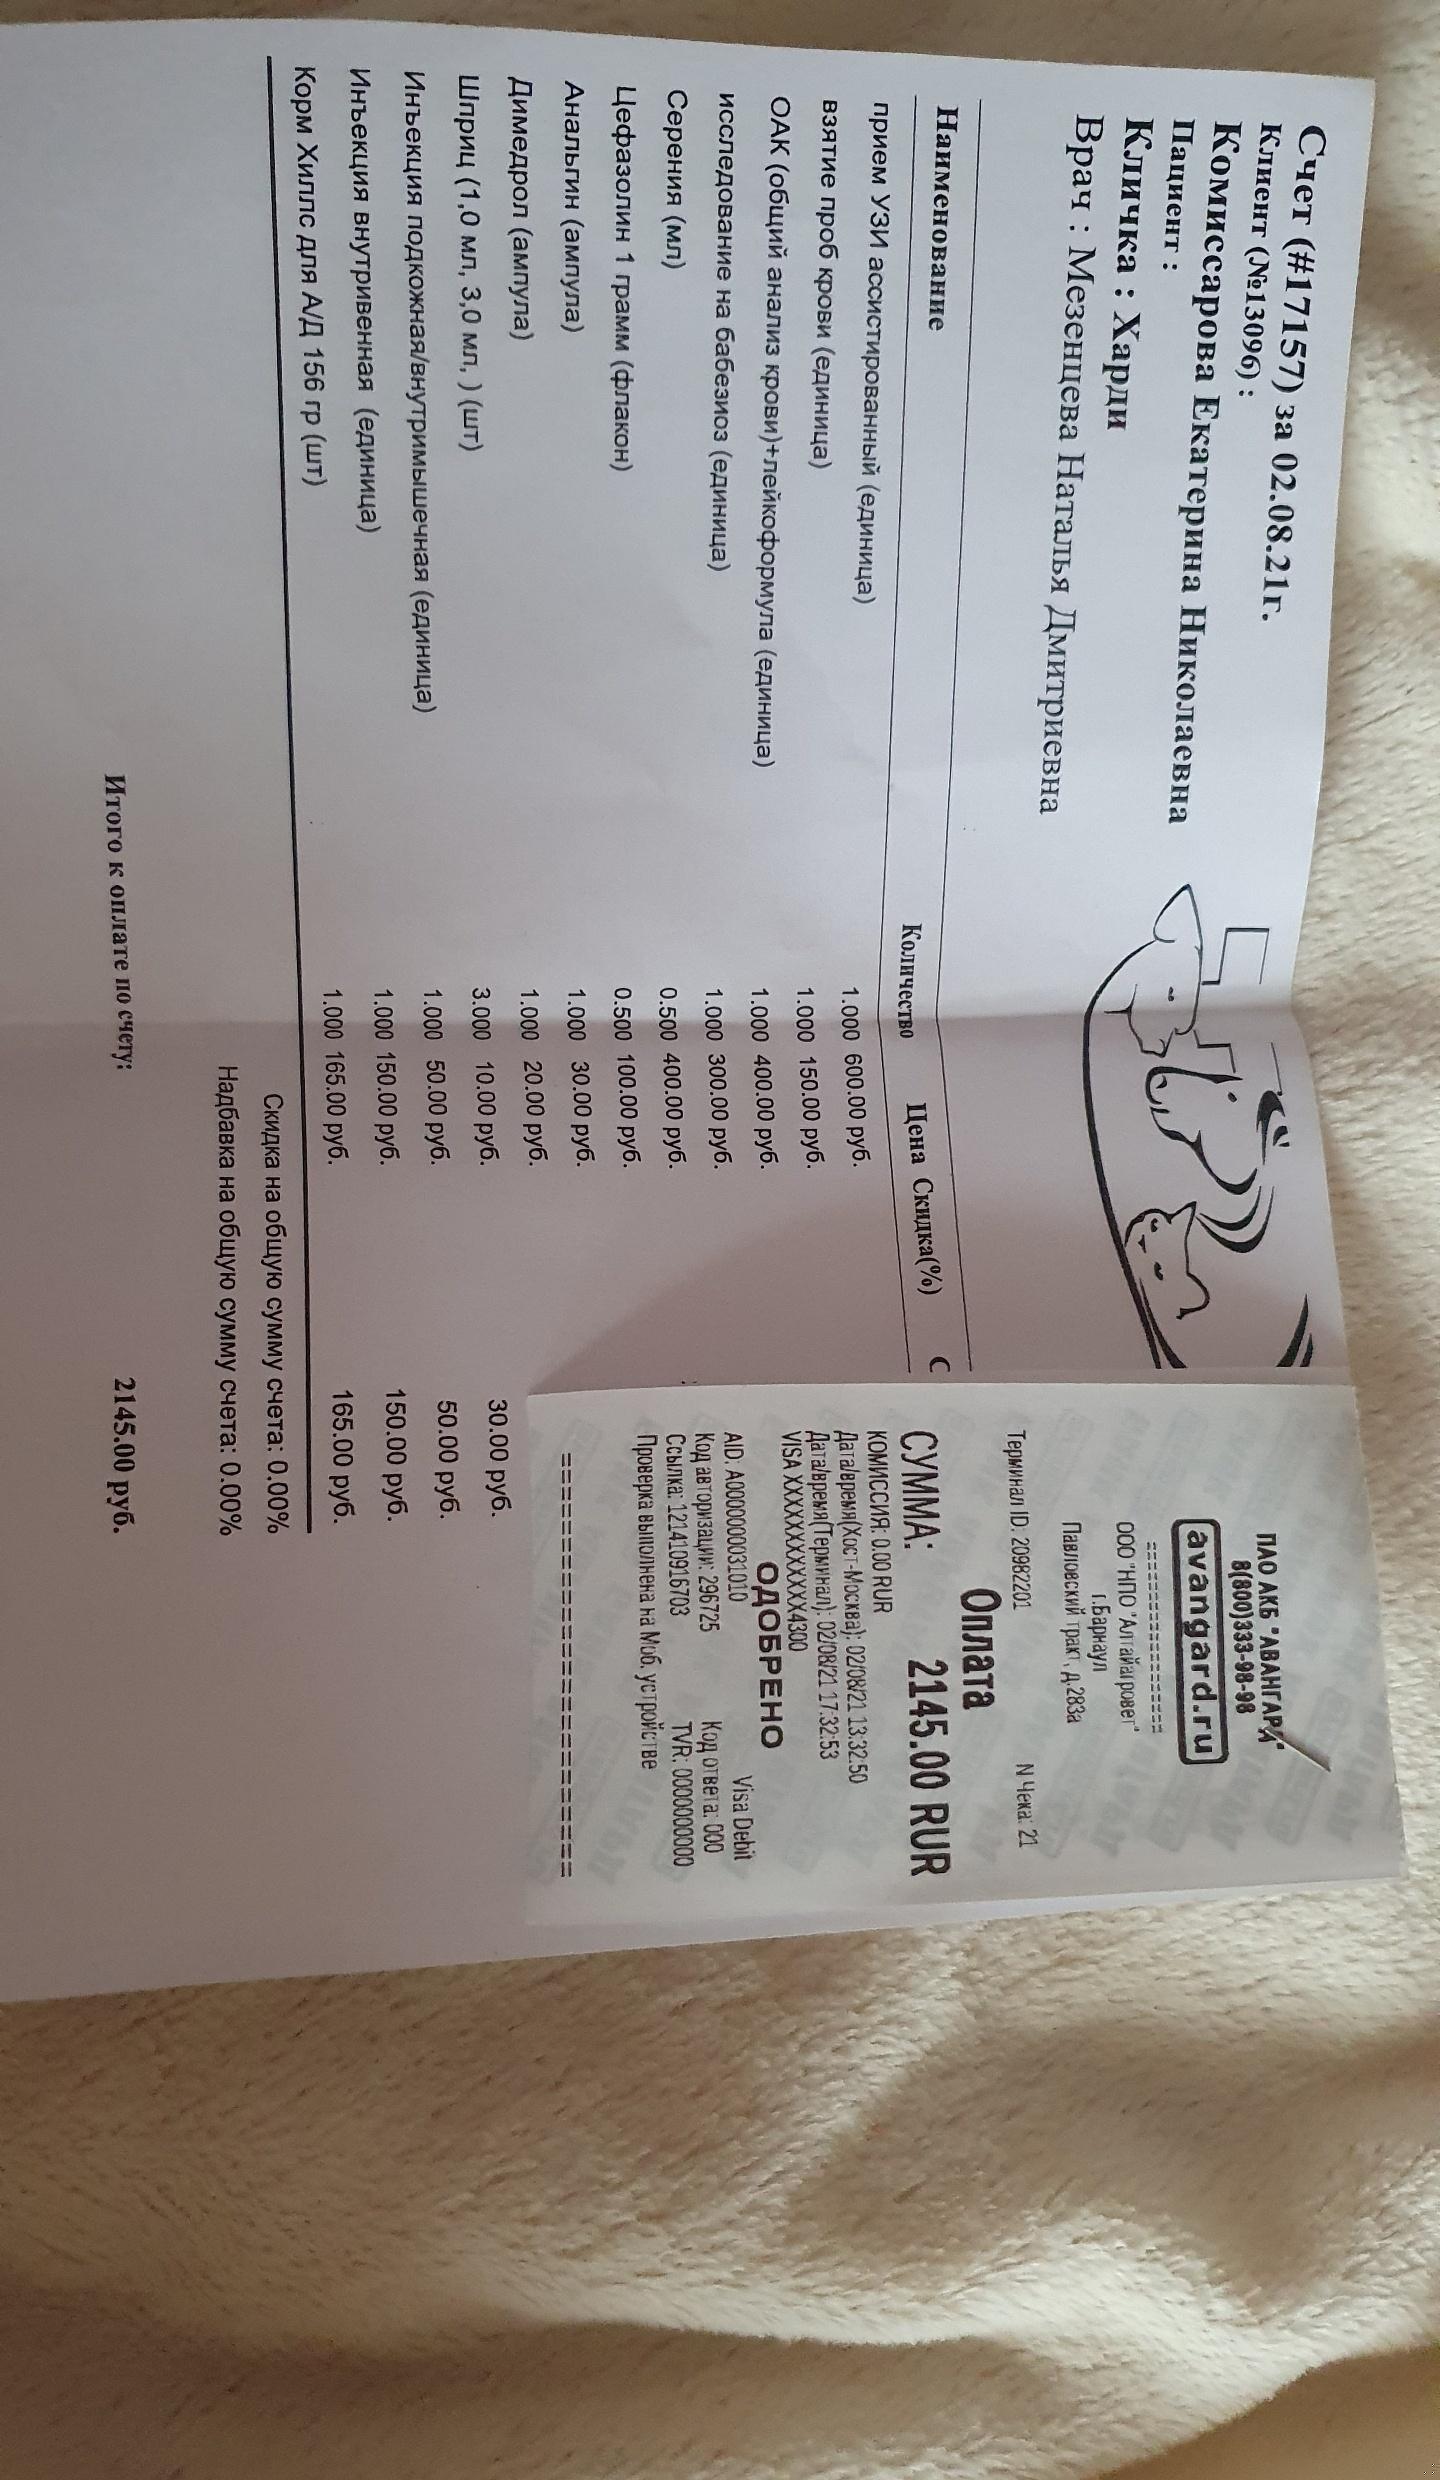 Счет (#17157) за 02.08.21г.
Клиент (№13096) :
Комиссарова Екатерина Николаевна
Пациент :
Кличка : Харди
Врач : Мезенцева Наталья Дмитриевна
Наименование Количество Цена Скидка(%) С
прием УЗИ ассистированный (единица) 1.000 600.00 руб.
взятие проб крови (единица) 1.000 150.00 руб.
ОАК (общий анализ крови)+лейкоформула (единица) 1.000 400.00 руб.
исследование на бабезиоз (единица) 1.000 300.00 руб.
Серения (мл) 0.500 400.00 руб.
Цефазолин 1 грамм (флакон) 0.500 100.00 руб.
Анальгин (ампула) 1.000 30.00 руб.
Димедрол (ампула) 1.000 20.00 руб.
Шприц (1,0 мл, 3,0 мл, ) (шт) 3.000 10.00 руб. 30.00 руб.
Инъекция подкожная/внутримышечная (единица) 1.000 50.00 руб. 50.00 руб.
Инъекция внутривенная (единица) 1.000 150.00 руб. 150.00 руб.
Корм Хиллс для А/Д 156 гр (шт) 1.000 165.00 руб. 165.00 руб.
Скидка на общую сумму счета: 0.00%
Надбавка на общую сумму счета: 0.00%
Итого к оплате по счету: 2145.00 руб.
ПАО АКБ "АВАНГАРД"
8(800)333-98-98
avangard.ru
====================
ООО "НПО "Алтайагровет"
г.Барнаул
Павловский тракт, д.283а
Терминал ID: 20982201 N Чека: 21
Оплата
СУММА: 2145.00 RUR
КОМИССИЯ: 0.00 RUR
Дата/время(Хост-Москва): 02/08/21 13:32:50
Дата/время(Терминал): 02/08/21 17:32:53
VISA XXXXXXXXXXXX4300
ОДОБРЕНО
AID: A0000000031010 Visa Debit
Код авторизации: 296725 Код ответа: 000
Ссылка: 121410916703 TVR: 0000000000
Проверка выполнена на Моб. устройстве
================================